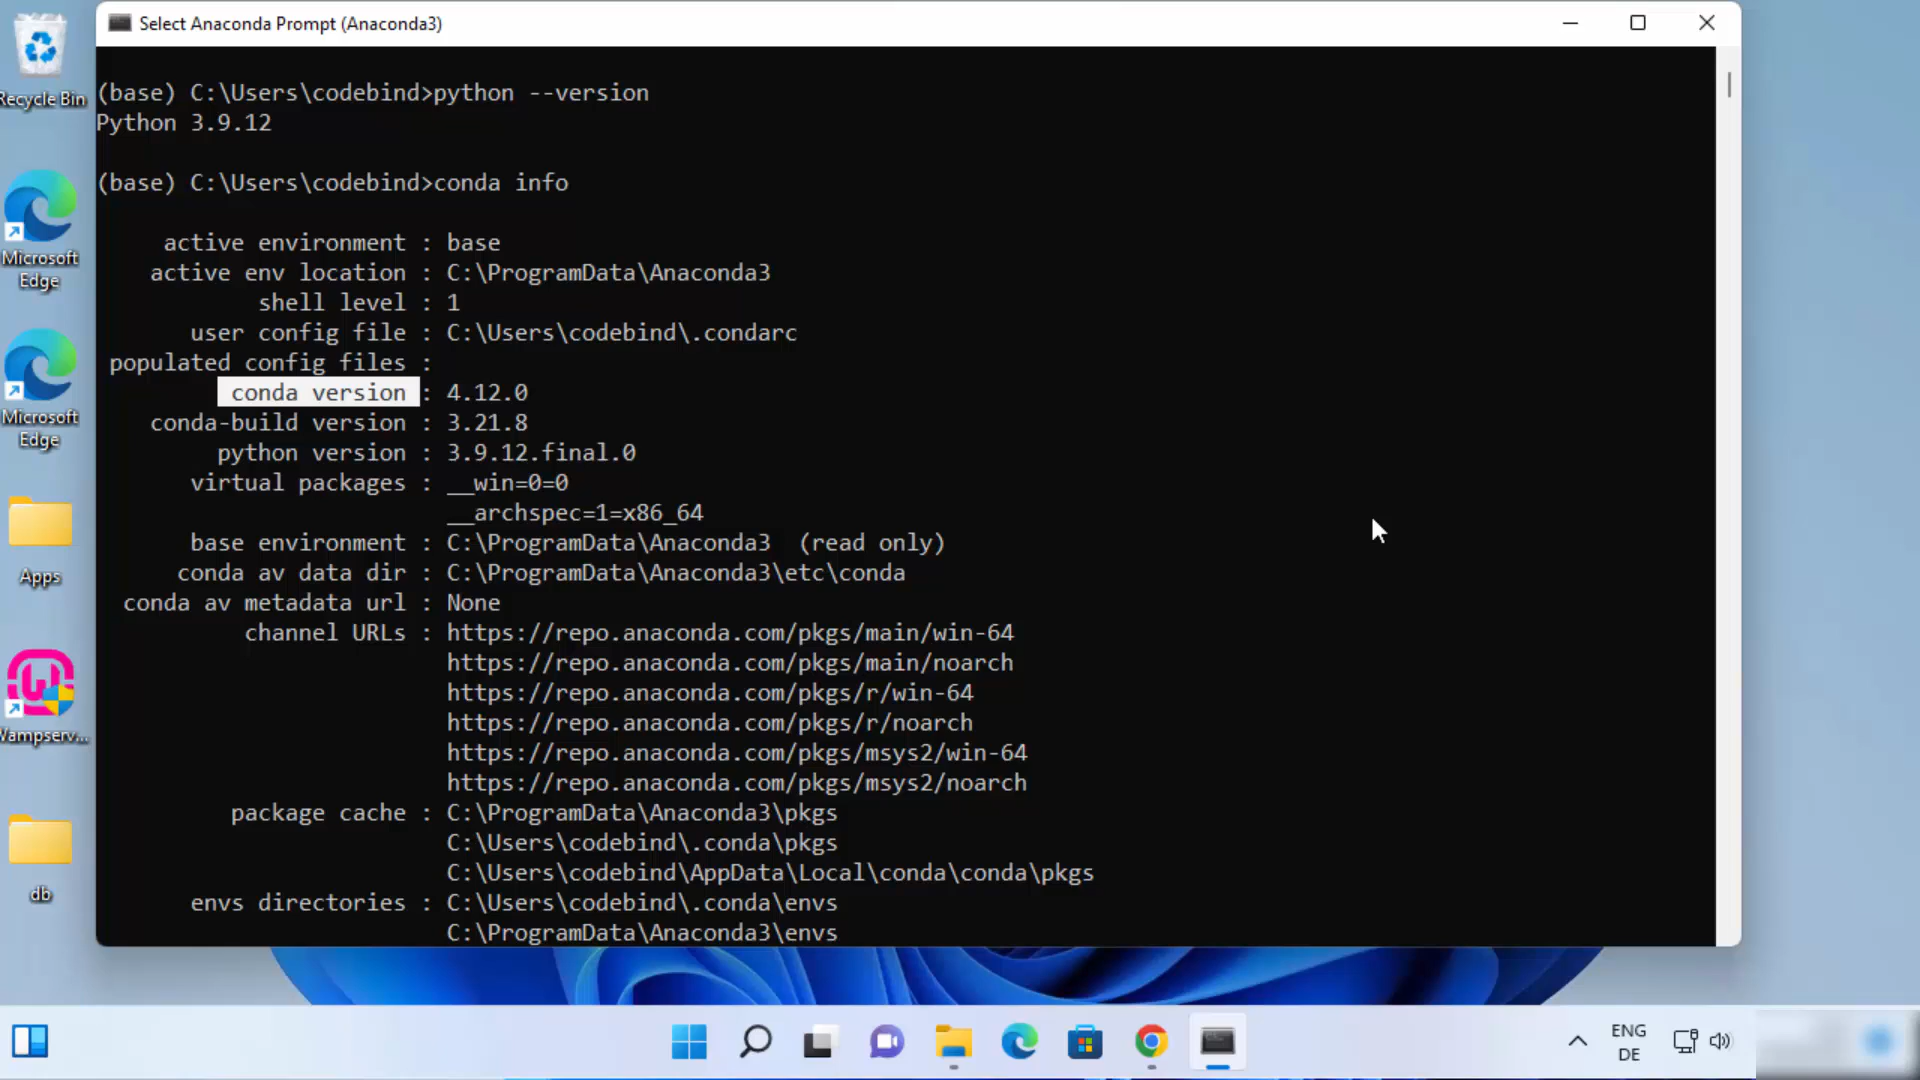 Select Anaconda Prompt (Anaconda3)
Recycle Bin
Microsoft
Edge
Microsoft
Edge
Apps
Wampserv...
db
(base) C:\Users\codebind>python --version
Python 3.9.12
(base) C:\Users\codebind>conda info
active environment : base
active env location : C:\ProgramData\Anaconda3
shell level : 1
user config file : C:\Users\codebind\.condarc
populated config files :
conda version : 4.12.0
conda-build version : 3.21.8
python version : 3.9.12.final.0
virtual packages : __win=0=0
__archspec=1=x86_64
base environment : C:\ProgramData\Anaconda3  (read only)
conda av data dir : C:\ProgramData\Anaconda3\etc\conda
conda av metadata url : None
channel URLs : https://repo.anaconda.com/pkgs/main/win-64
https://repo.anaconda.com/pkgs/main/noarch
https://repo.anaconda.com/pkgs/r/win-64
https://repo.anaconda.com/pkgs/r/noarch
https://repo.anaconda.com/pkgs/msys2/win-64
https://repo.anaconda.com/pkgs/msys2/noarch
package cache : C:\ProgramData\Anaconda3\pkgs
C:\Users\codebind\.conda\pkgs
C:\Users\codebind\AppData\Local\conda\conda\pkgs
envs directories : C:\Users\codebind\.conda\envs
C:\ProgramData\Anaconda3\envs
ENG
DE